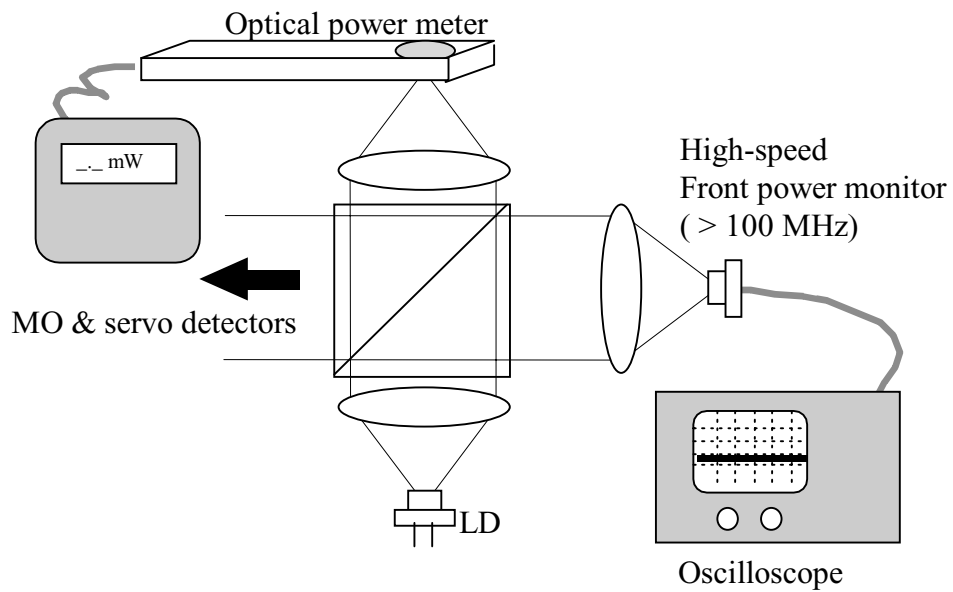 Optical power meter
_._ mW
High-speed
Front power monitor
( > 100 MHz)
MO & servo detectors
LD
Oscilloscope